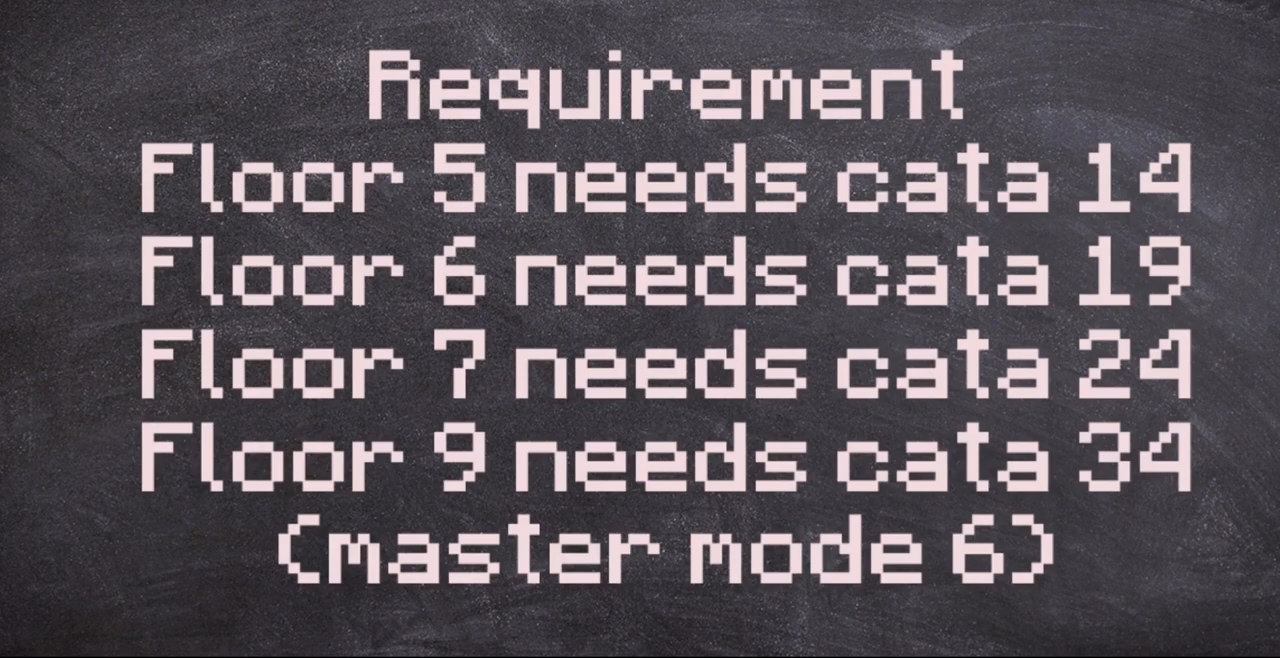 Requirement
Floor 5 needs cata 14
Floor 6 needs cata 19
Floor 7 needs cata 24
Floor 9 needs cata 34
(master mode 6)